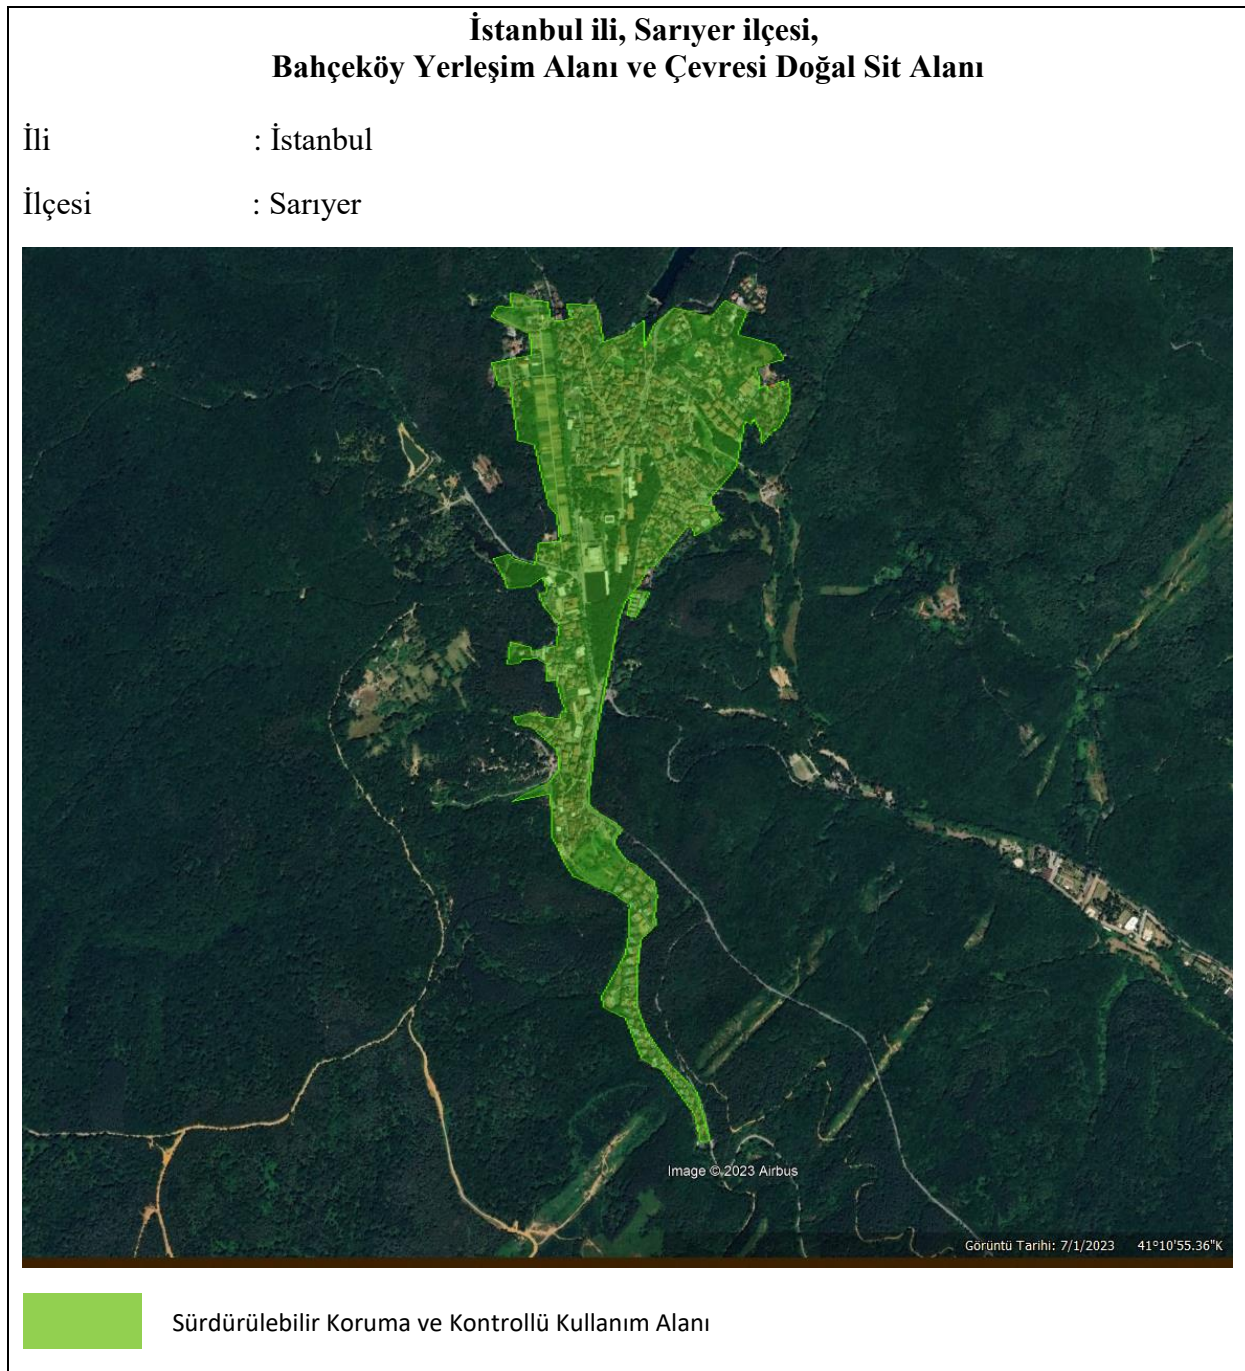 İstanbul ili, Sarıyer ilçesi,
Bahçeköy Yerleşim Alanı ve Çevresi Doğal Sit Alanı
İli : İstanbul
İlçesi : Sarıyer
Image © 2023 Airbus
Görüntü Tarihi: 7/1/2023 41°10'55.36"K
Sürdürülebilir Koruma ve Kontrollü Kullanım Alanı